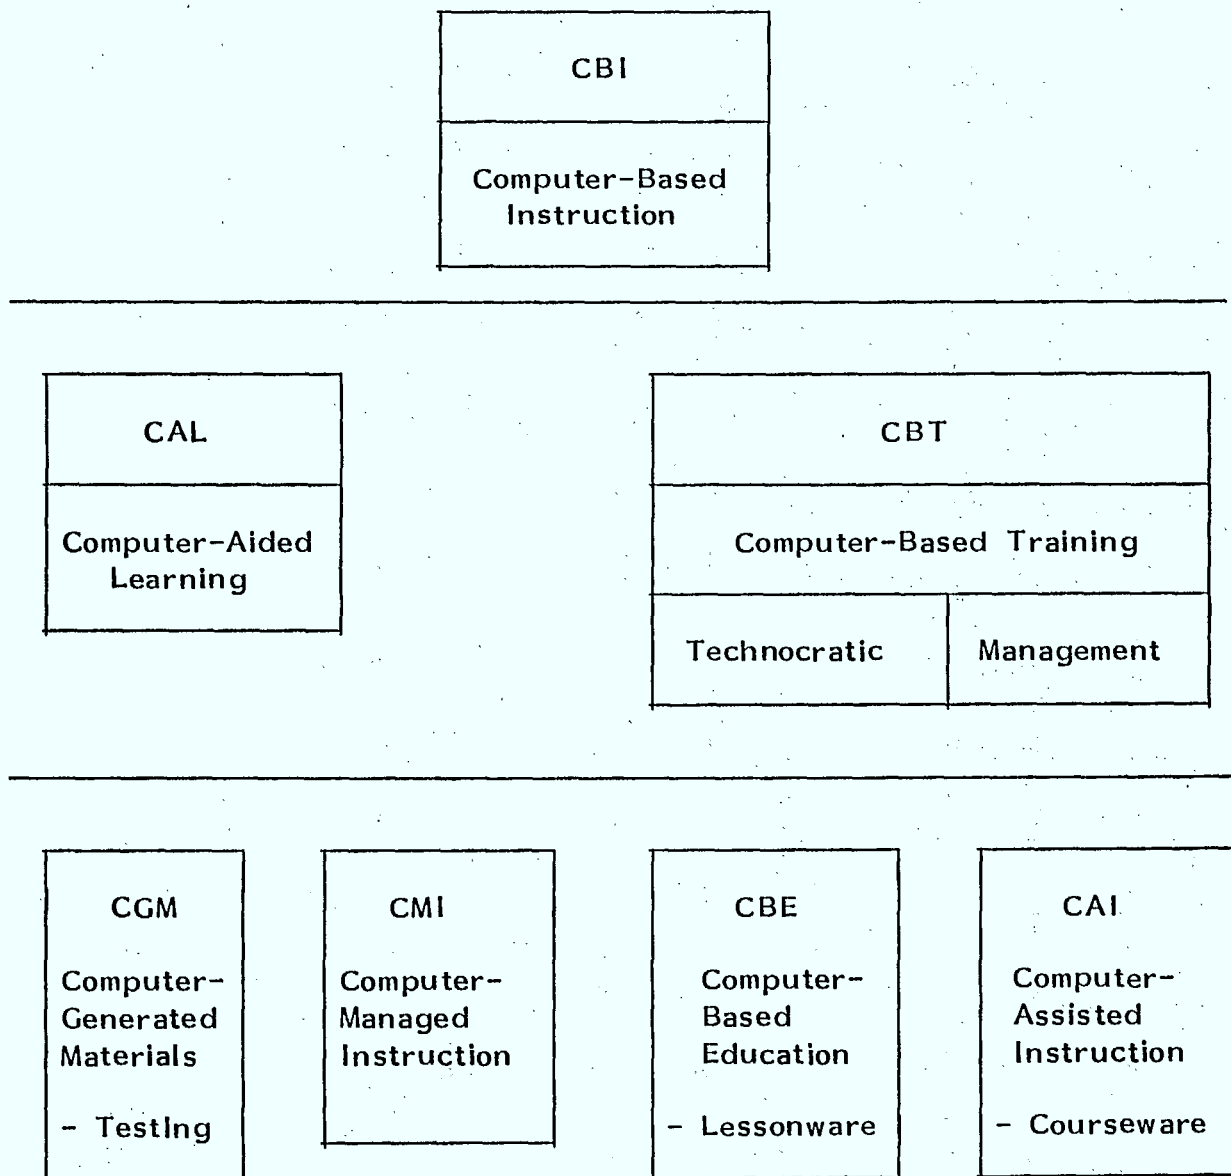 CBI
Computer-Based
Instruction
CAL
Computer-Aided
Learning
CBT
Computer-Based Training
Technocratic
Management
CGM
Computer-
Generated
Materials
- Testing
CMI
Computer-
Managed
Instruction
CBE
Computer-
Based
Education
- Lessonware
CAI
Computer-
Assisted
Instruction
- Courseware